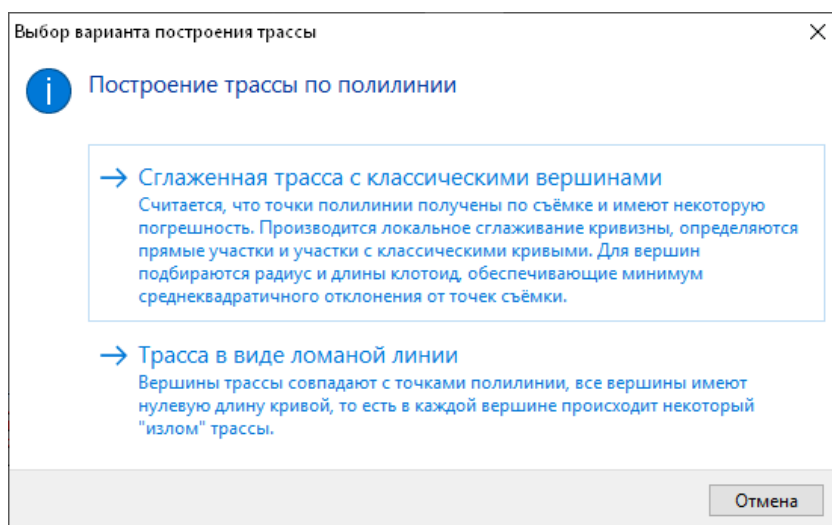 Выбор варианта построения трассы
Построение трассы по полилинии
Сглаженная трасса с классическими вершинами
Считается, что точки полилинии получены по съёмке и имеют некоторую
погрешность. Производится локальное сглаживание кривизны, определяются
прямые участки и участки с классическими кривыми. Для вершин
подбираются радиус и длины клотоид, обеспечивающие минимум
среднеквадратичного отклонения от точек съёмки.
Трасса в виде ломаной линии
Вершины трассы совпадают с точками полилинии, все вершины имеют
нулевую длину кривой, то есть в каждой вершине происходит некоторый
"излом" трассы.
Отмена